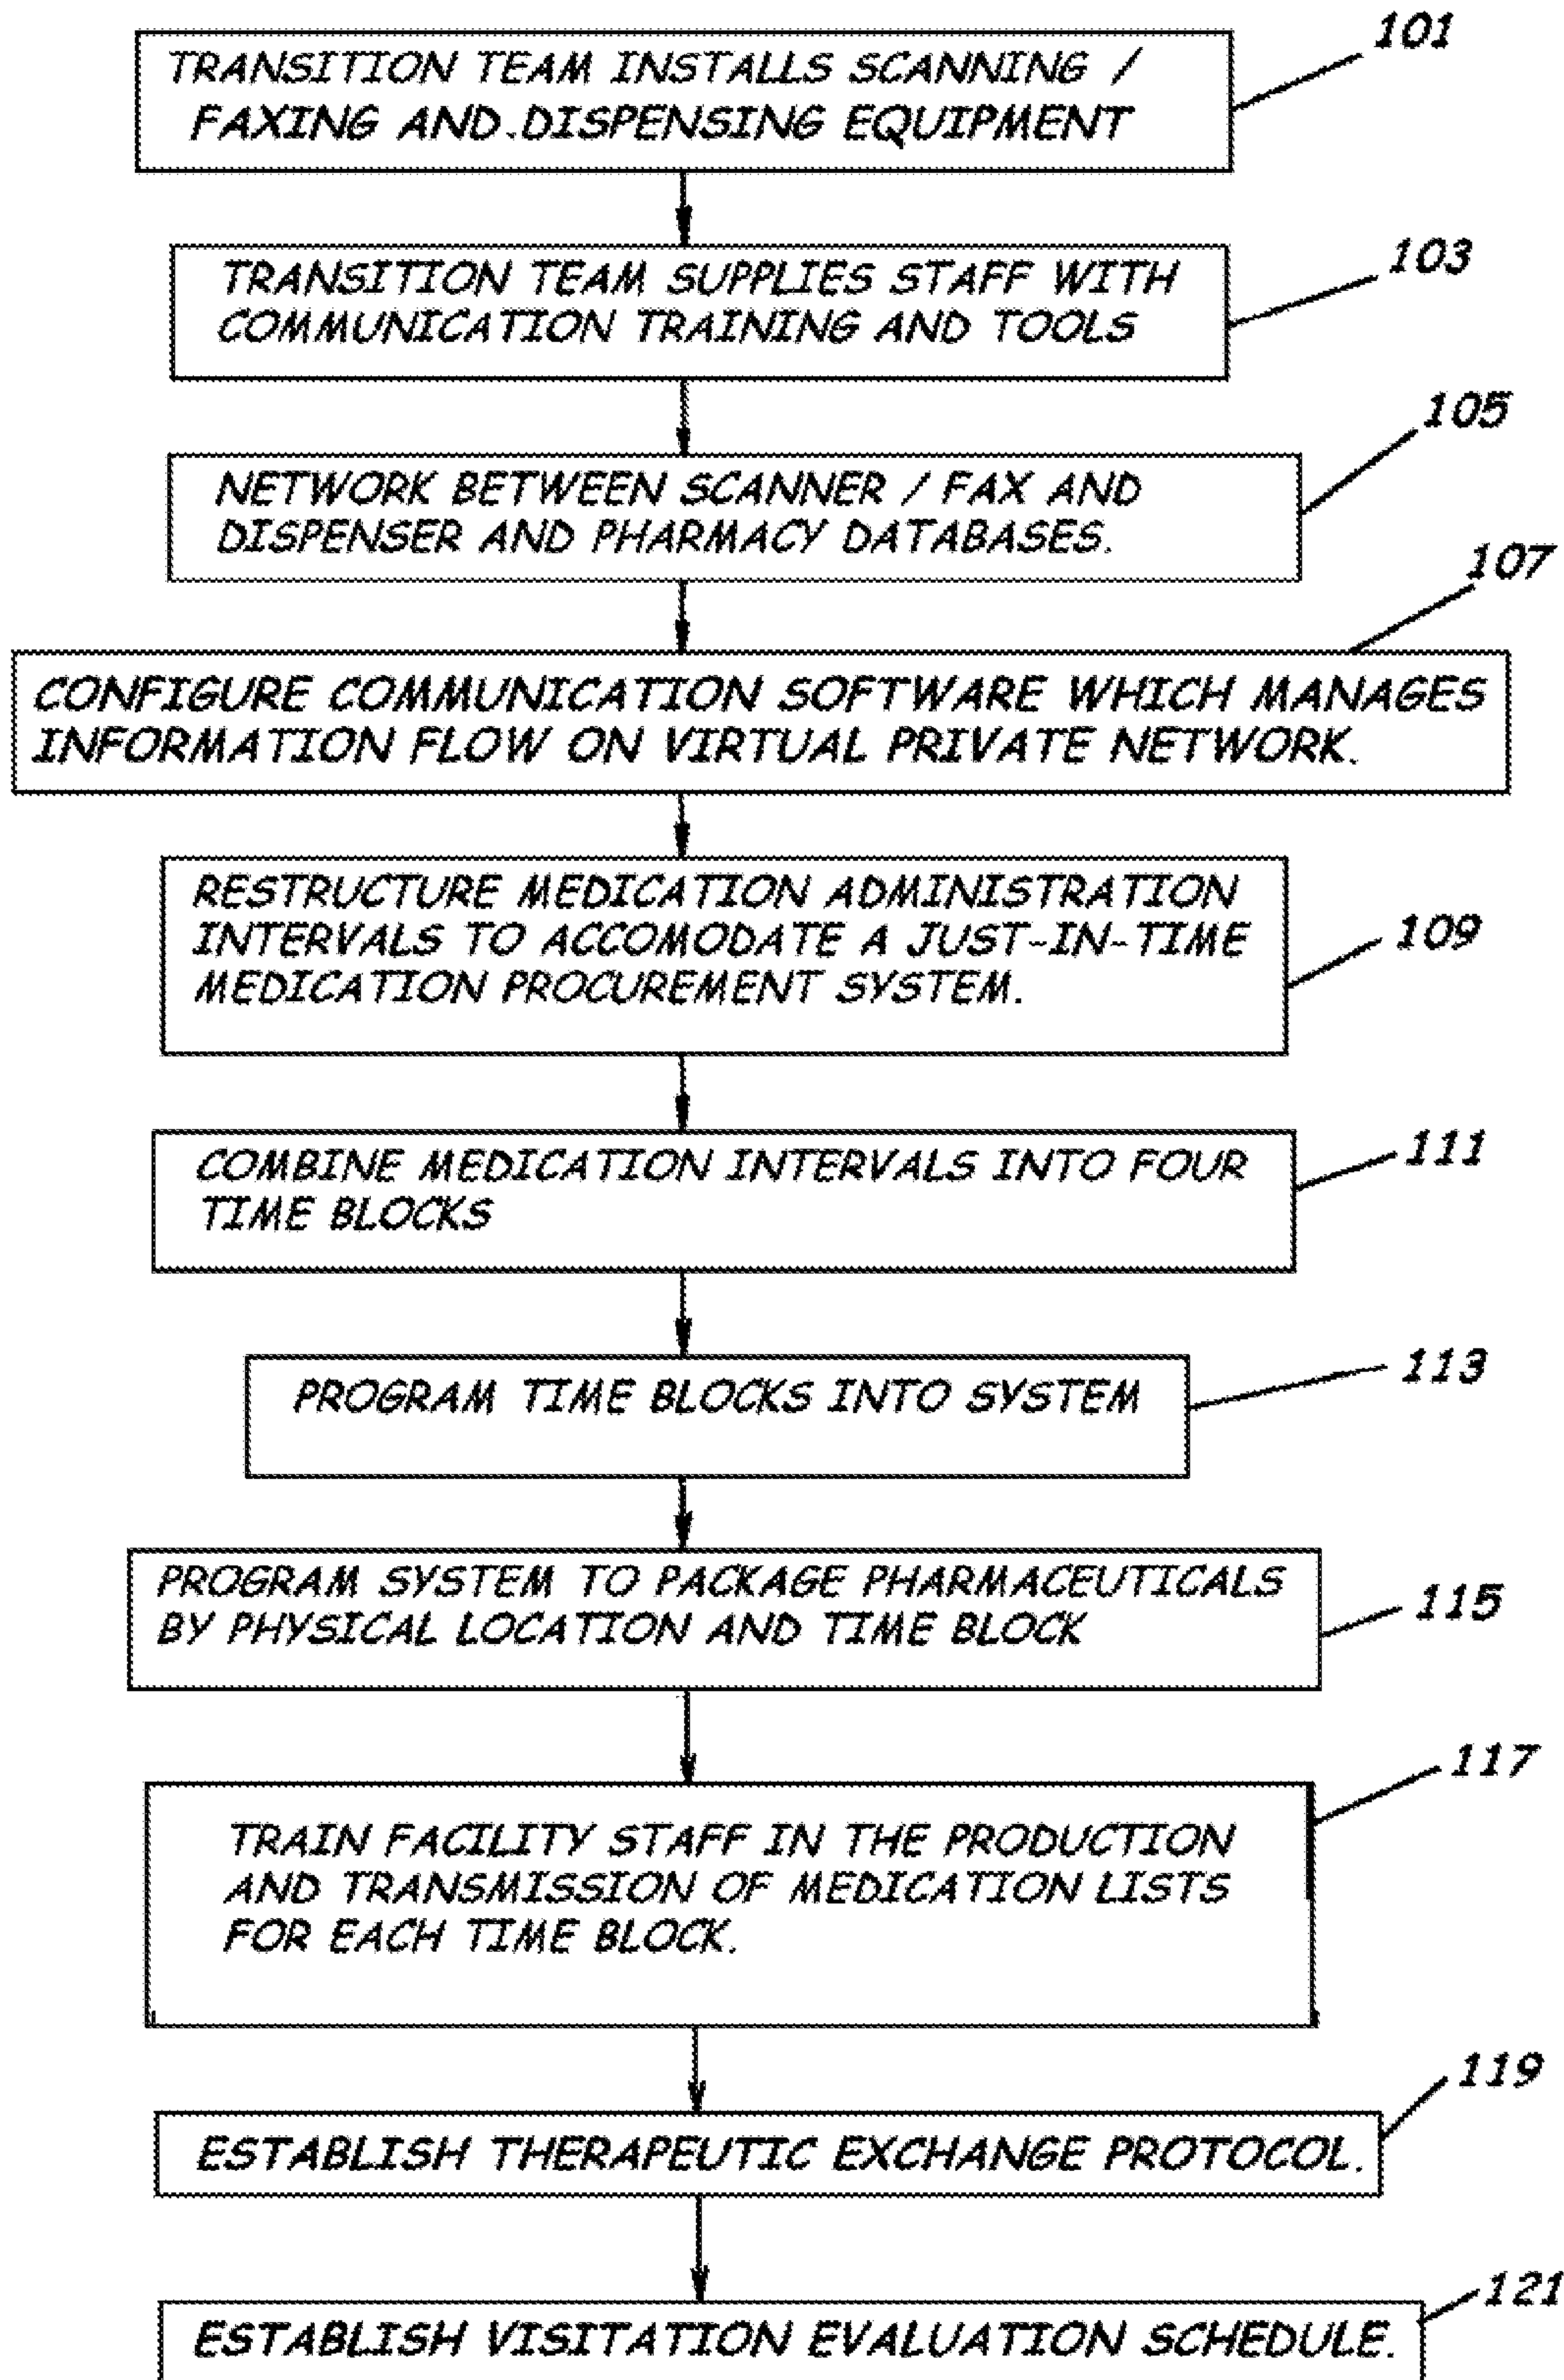 101
TRANSITION TEAM INSTALLS SCANNING /
FAXING AND DISPENSING EQUIPMENT
103
TRANSITION TEAM SUPPLIES STAFF WITH
COMMUNICATION TRAINING AND TOOLS
105
NETWORK BETWEEN SCANNER / FAX AND
DISPENSER AND PHARMACY DATABASES.
107
CONFIGURE COMMUNICATION SOFTWARE WHICH MANAGES
INFORMATION FLOW ON VIRTUAL PRIVATE NETWORK.
RESTRUCTURE MEDICATION ADMINISTRATION
INTERVALS TO ACCOMODATE A JUST-IN-TIME
MEDICATION PROCUREMENT SYSTEM.
109
COMBINE MEDICATION INTERVALS INTO FOUR
TIME BLOCKS
111
PROGRAM TIME BLOCKS INTO SYSTEM
113
PROGRAM SYSTEM TO PACKAGE PHARMACEUTICALS
BY PHYSICAL LOCATION AND TIME BLOCK
115
117
TRAIN FACILITY STAFF IN THE PRODUCTION
AND TRANSMISSION OF MEDICATION LISTS
FOR EACH TIME BLOCK.
119
ESTABLISH THERAPEUTIC EXCHANGE PROTOCOL.
121
ESTABLISH VISITATION EVALUATION SCHEDULE.